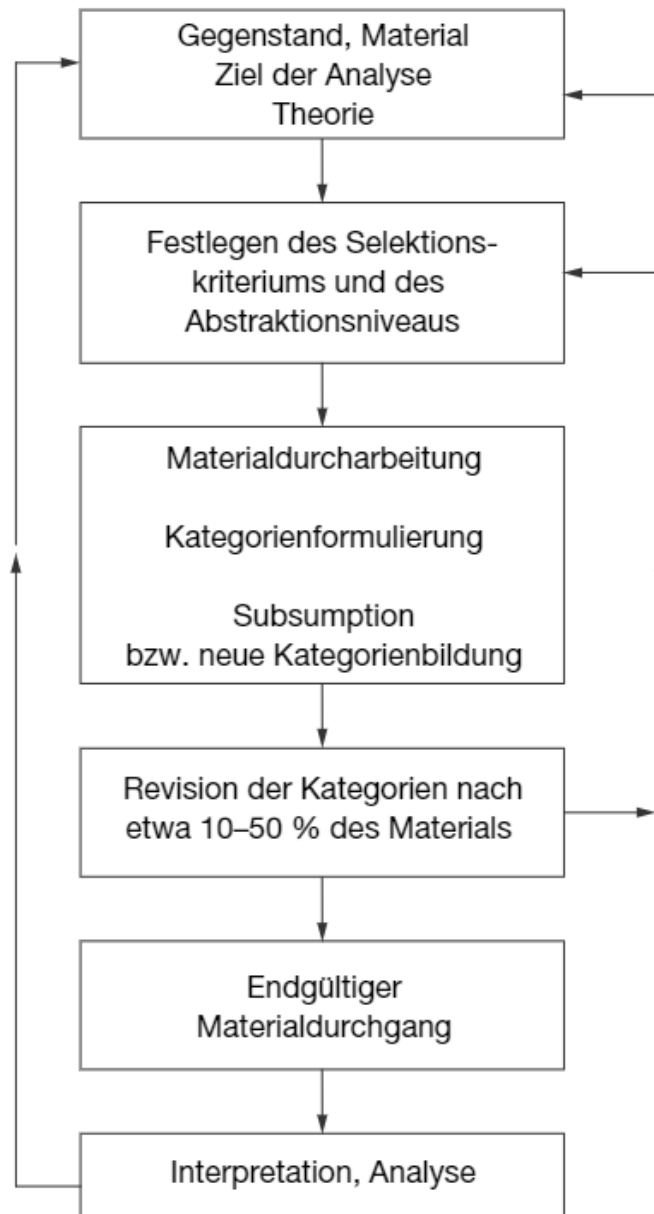 Gegenstand, Material
Ziel der Analyse
Theorie
Festlegen des Selektions-
kriteriums und des
Abstraktionsniveaus
Materialdurcharbeitung
Kategorienformulierung
Subsumption
bzw. neue Kategorienbildung
Revision der Kategorien nach
etwa 10–50 % des Materials
Endgültiger
Materialdurchgang
Interpretation, Analyse